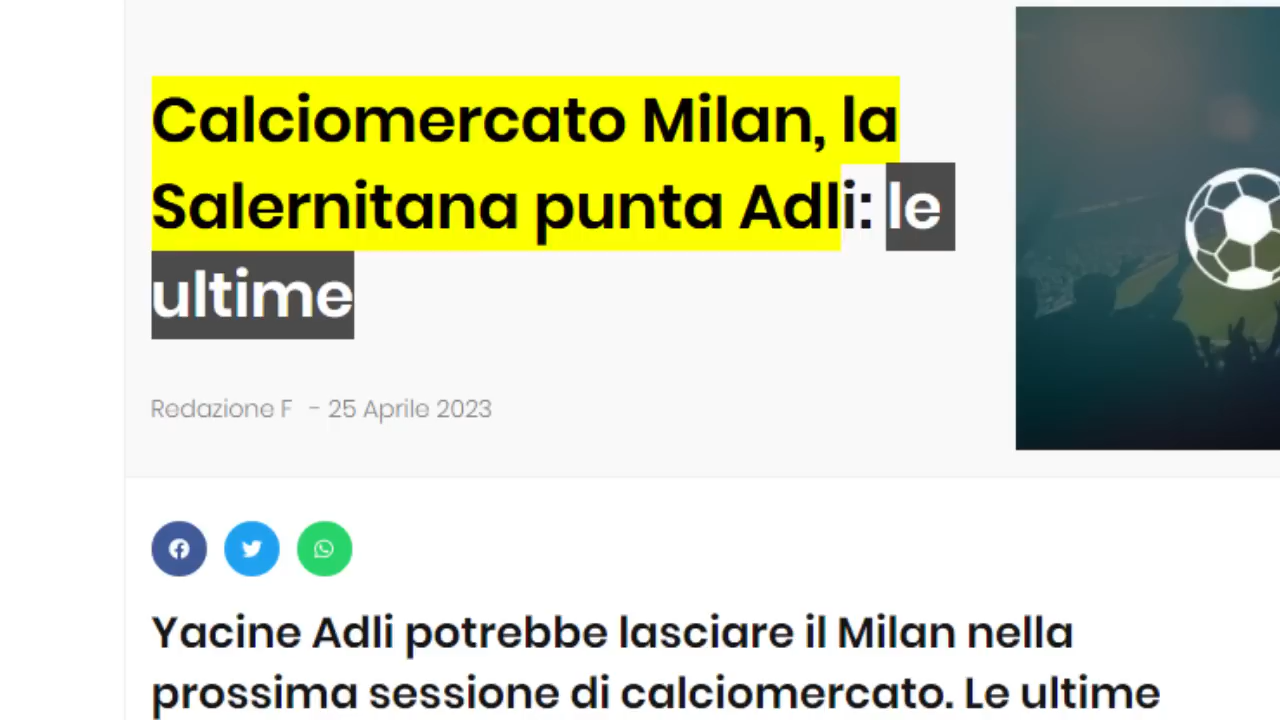 Calciomercato Milan, la
Salernitana punta Adli: le
ultime
Redazione F - 25 Aprile 2023
Yacine Adli potrebbe lasciare il Milan nella
prossima sessione di calciomercato. Le ultime